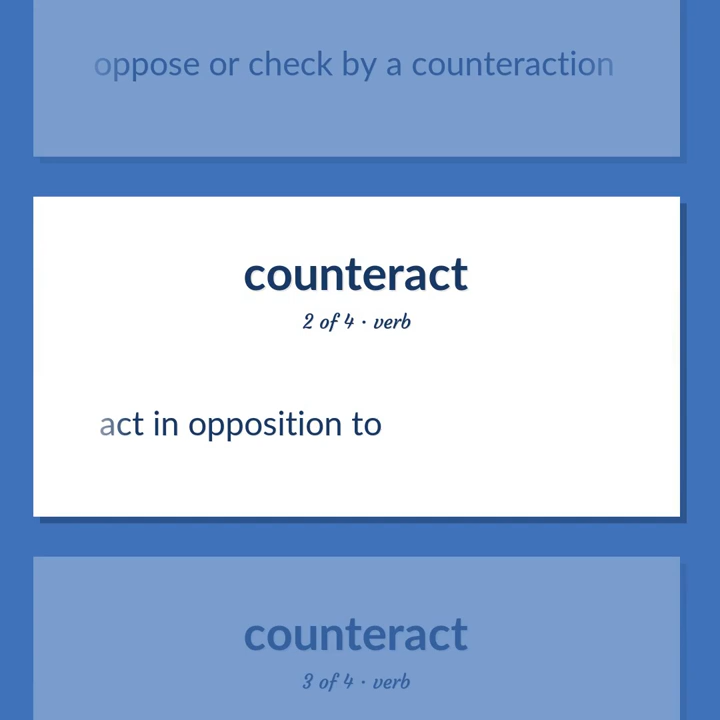 oppose or check by a counteraction
counteract
2 of 4 · verb
act in opposition to
counteract
3 of 4 · verb